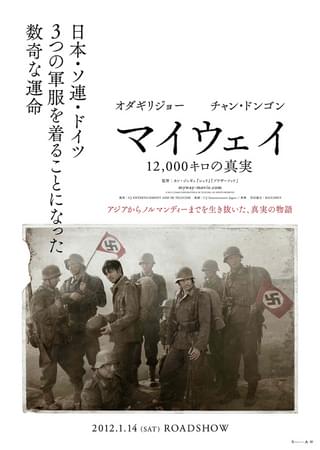 日本・ソ連・ドイツ
3つの軍服を着ることになった
数奇な運命
オダギリジョー チャン・ドンゴン
マイウェイ
12,000キロの真実
myway-movie.com
アジアからノルマンディーまでを生き抜いた、真実の物語
2012.1.14 (SAT) ROADSHOW